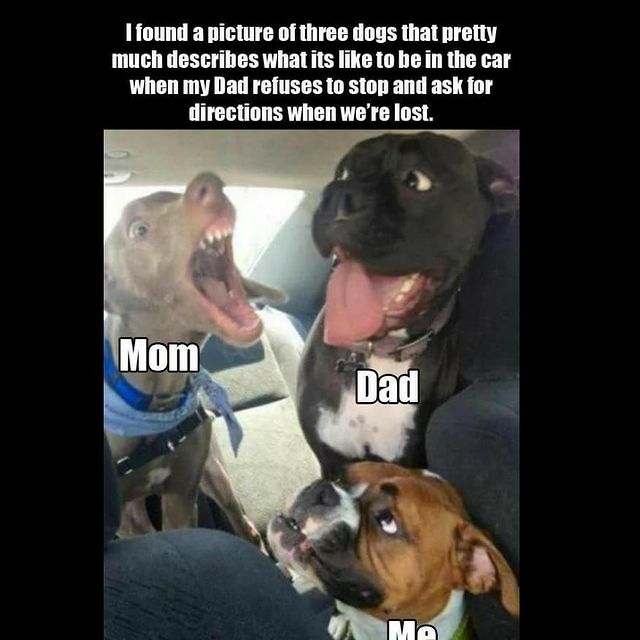 I found a picture of three dogs that pretty
much describes what its like to be in the car
when my Dad refuses to stop and ask for
directions when we're lost.
Mom
Dad
Me